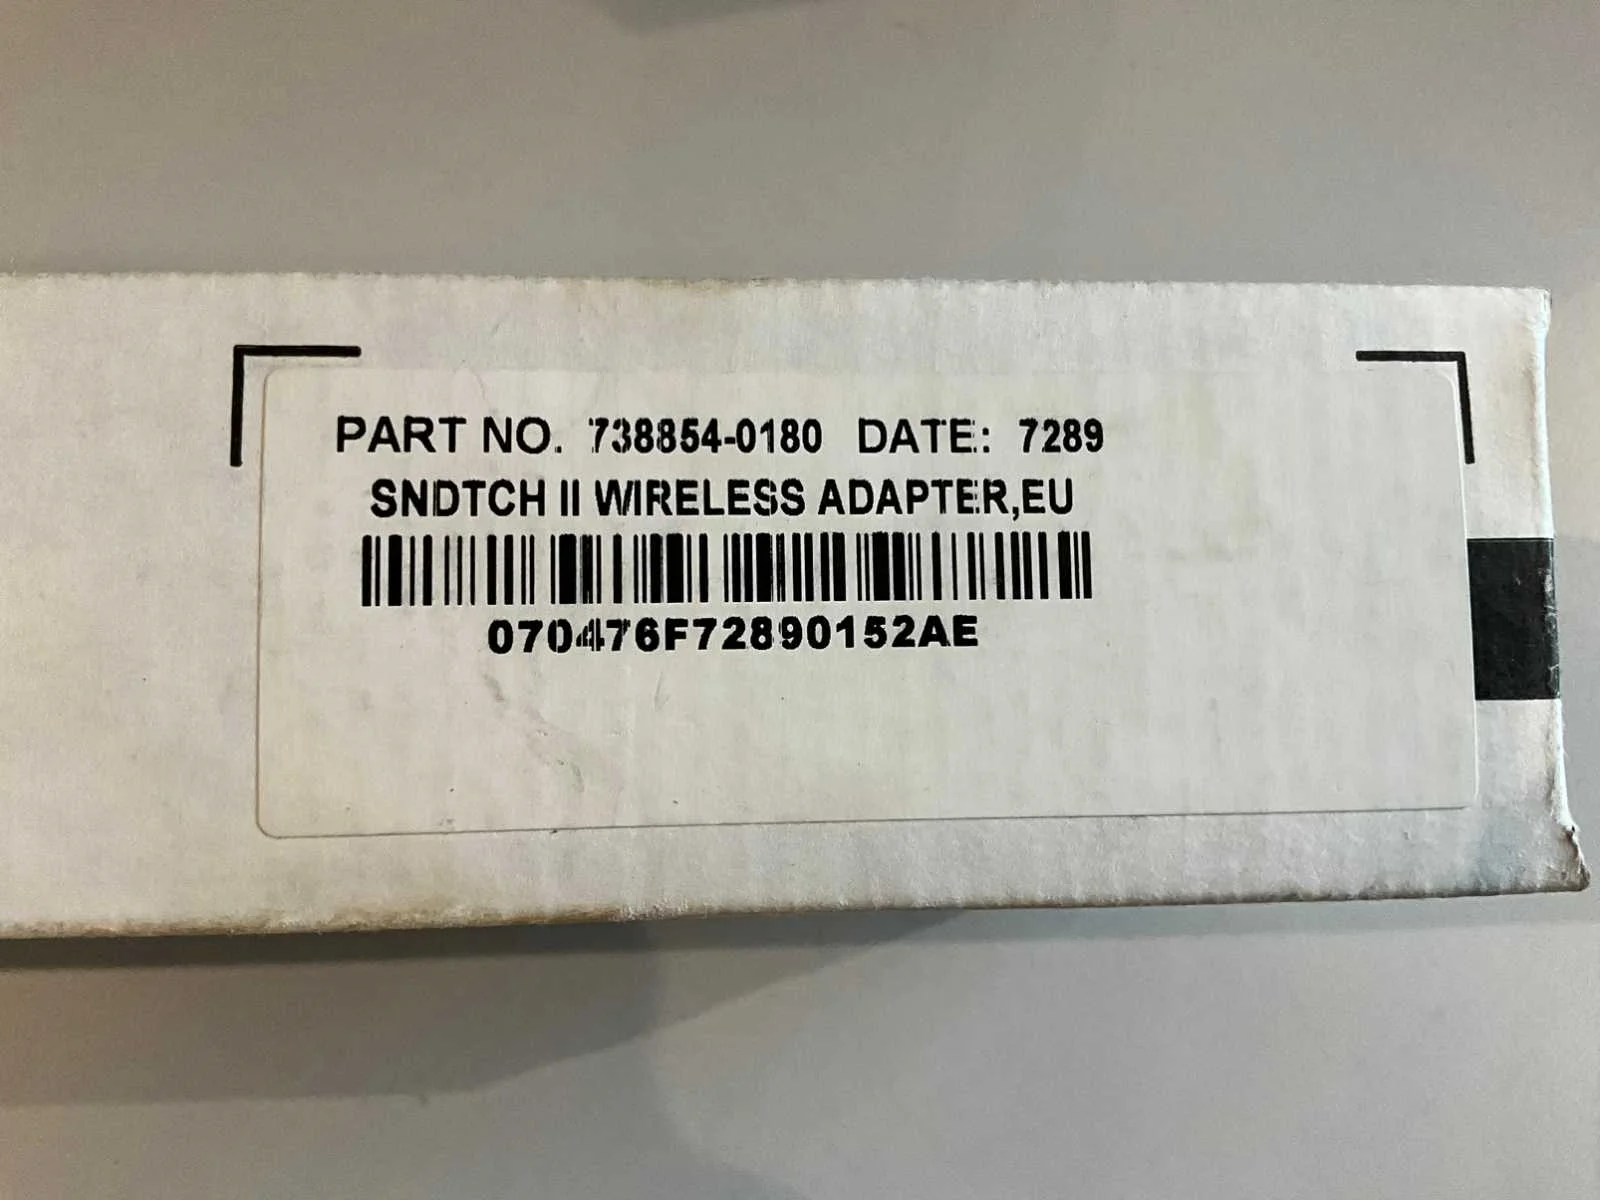 PART NO. 738854-0180 DATE: 7289
SNDTCH II WIRELESS ADAPTER,EU
070476F72890152AE